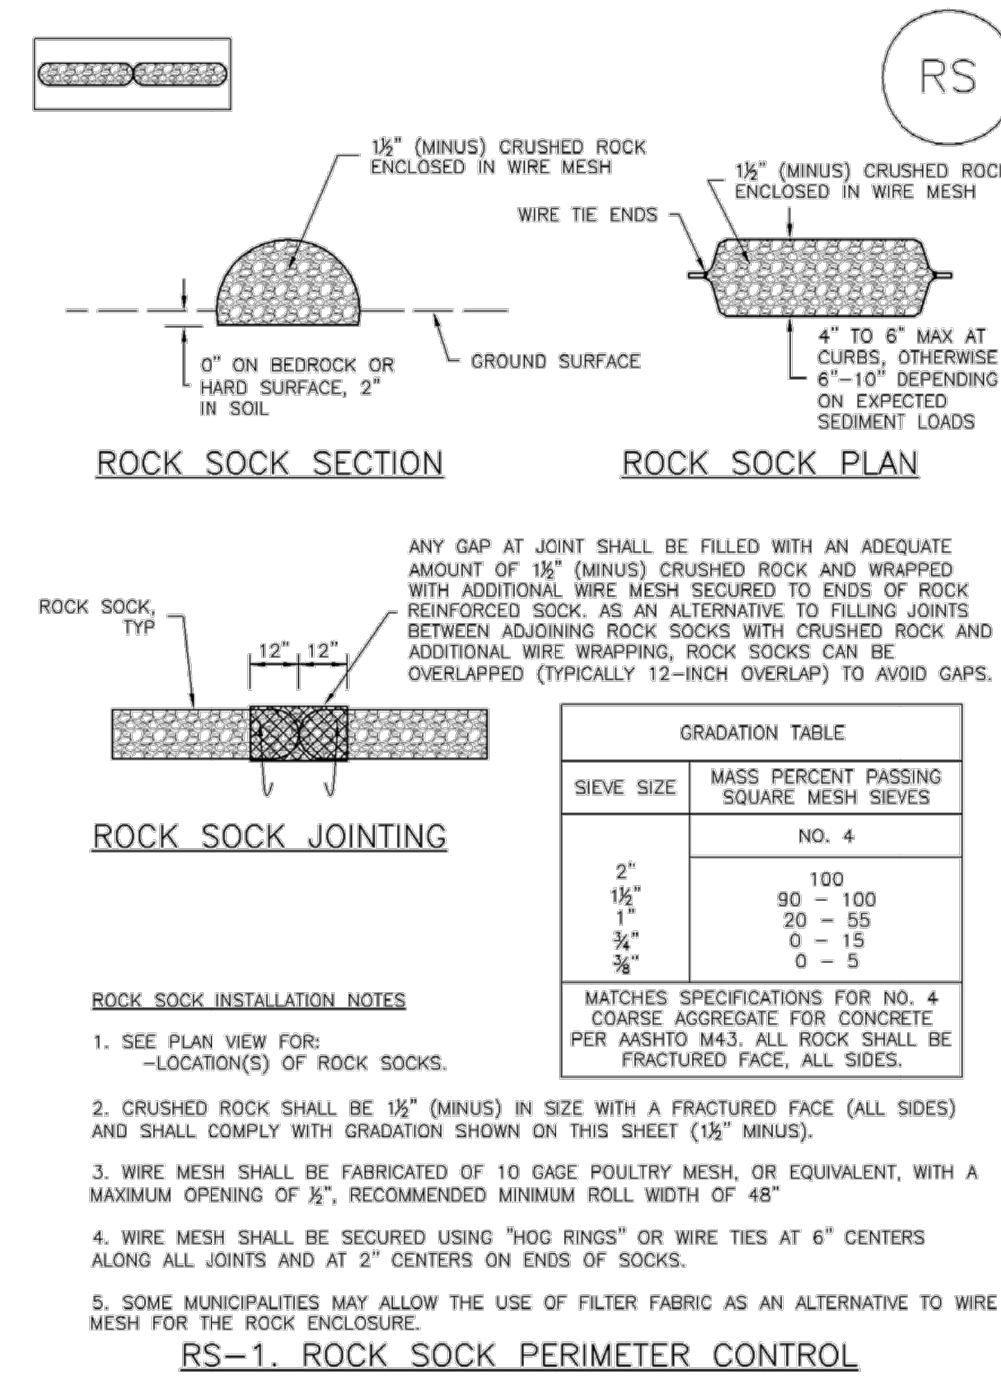 RS
1½" (MINUS) CRUSHED ROCK
ENCLOSED IN WIRE MESH
0" ON BEDROCK OR
HARD SURFACE, 2"
IN SOIL
GROUND SURFACE
ROCK SOCK SECTION
1½" (MINUS) CRUSHED ROCK
ENCLOSED IN WIRE MESH
WIRE TIE ENDS
4" TO 6" MAX AT
CURBS, OTHERWISE
6"-10" DEPENDING
ON EXPECTED
SEDIMENT LOADS
ROCK SOCK PLAN
ANY GAP AT JOINT SHALL BE FILLED WITH AN ADEQUATE
AMOUNT OF 1½" (MINUS) CRUSHED ROCK AND WRAPPED
WITH ADDITIONAL WIRE MESH SECURED TO ENDS OF ROCK
REINFORCED SOCK. AS AN ALTERNATIVE TO FILLING JOINTS
BETWEEN ADJOINING ROCK SOCKS WITH CRUSHED ROCK AND
ADDITIONAL WIRE WRAPPING, ROCK SOCKS CAN BE
OVERLAPPED (TYPICALLY 12-INCH OVERLAP) TO AVOID GAPS.
ROCK SOCK,
TYP
12" 12"
ROCK SOCK JOINTING
GRADATION TABLE
SIEVE SIZE
MASS PERCENT PASSING
SQUARE MESH SIEVES
NO. 4
2" 100
1½" 90 - 100
1" 20 - 55
¾" 0 - 15
⅜" 0 - 5
MATCHES SPECIFICATIONS FOR NO. 4
COARSE AGGREGATE FOR CONCRETE
PER AASHTO M43. ALL ROCK SHALL BE
FRACTURED FACE, ALL SIDES.
ROCK SOCK INSTALLATION NOTES
1. SEE PLAN VIEW FOR:
-LOCATION(S) OF ROCK SOCKS.
2. CRUSHED ROCK SHALL BE 1½" (MINUS) IN SIZE WITH A FRACTURED FACE (ALL SIDES)
AND SHALL COMPLY WITH GRADATION SHOWN ON THIS SHEET (1½" MINUS).
3. WIRE MESH SHALL BE FABRICATED OF 10 GAGE POULTRY MESH, OR EQUIVALENT, WITH A
MAXIMUM OPENING OF ½", RECOMMENDED MINIMUM ROLL WIDTH OF 48"
4. WIRE MESH SHALL BE SECURED USING "HOG RINGS" OR WIRE TIES AT 6" CENTERS
ALONG ALL JOINTS AND AT 2" CENTERS ON ENDS OF SOCKS.
5. SOME MUNICIPALITIES MAY ALLOW THE USE OF FILTER FABRIC AS AN ALTERNATIVE TO WIRE
MESH FOR THE ROCK ENCLOSURE.
RS-1. ROCK SOCK PERIMETER CONTROL